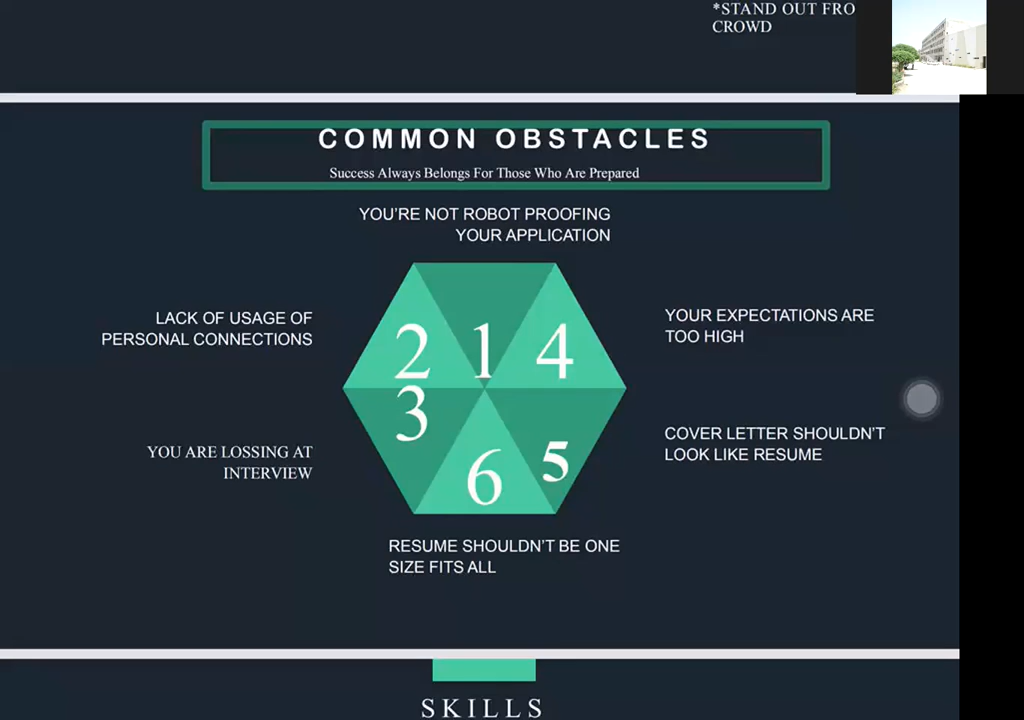 *STAND OUT FRO
CROWD
COMMON OBSTACLES
Success Always Belongs For Those Who Are Prepared
YOU'RE NOT ROBOT PROOFING
YOUR APPLICATION
LACK OF USAGE OF
PERSONAL CONNECTIONS
YOUR EXPECTATIONS ARE
TOO HIGH
2 1 4
3
6 5
YOU ARE LOSSING AT
INTERVIEW
COVER LETTER SHOULDN'T
LOOK LIKE RESUME
RESUME SHOULDN'T BE ONE
SIZE FITS ALL
SKILLS